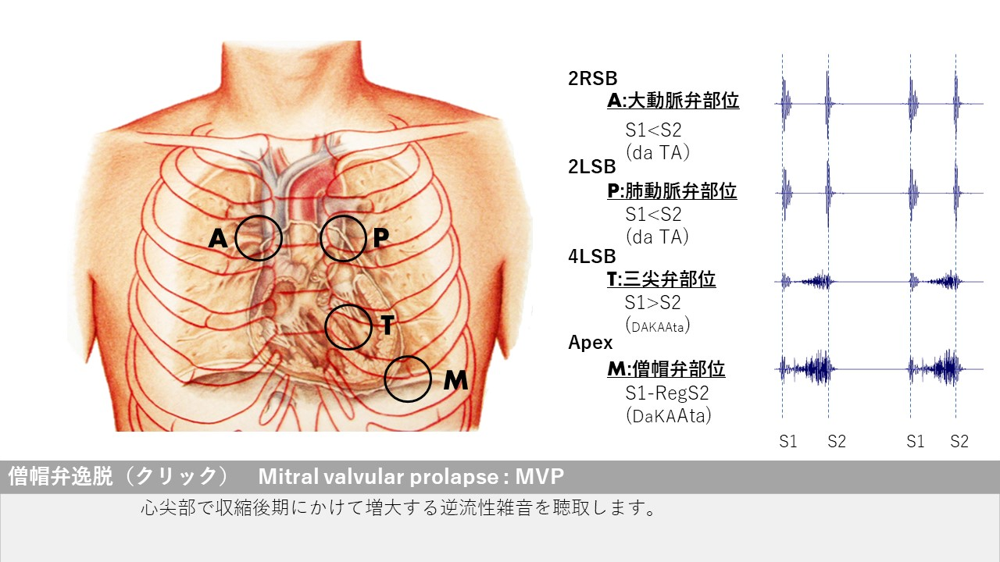 A
P
T
M
2RSB
A:大動脈弁部位
S1<S2
(da TA)
2LSB
P:肺動脈弁部位
S1<S2
(da TA)
4LSB
T:三尖弁部位
S1>S2
(DAKAAta)
Apex
M:僧帽弁部位
S1-RegS2
(DaKAAta)
S1 S2 S1 S2
僧帽弁逸脱（クリック） Mitral valvular prolapse : MVP
心尖部で収縮後期にかけて増大する逆流性雑音を聴取します。